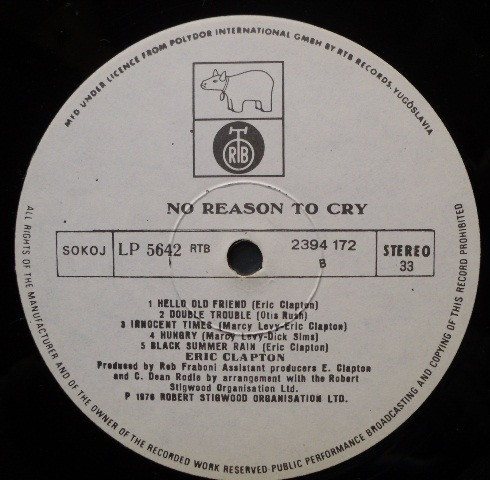 MFD UNDER LICENCE FROM POLYDOR INTERNATIONAL GMBH BY RTB RECORDS, YUGOSLAVIA
RTB
NO REASON TO CRY
SOKOJ LP 5642 RTB 2394 172 STEREO
B 33
1 HELLO OLD FRIEND (Eric Clapton)
2 DOUBLE TROUBLE (Otis Rush)
3 INNOCENT TIMES (Marcy Levy-Eric Clapton)
4 HUNGRY (Marcy Levy-Dick Sims)
5 BLACK SUMMER RAIN (Eric Clapton)
ERIC CLAPTON
Produced by Rob Fraboni Assistant producers E. Clapton
and C. Dean Rodle by arrangement with the Robert
Stigwood Organisation Ltd.
P 1976 ROBERT STIGWOOD ORGANISATION LTD.
ALL RIGHTS OF THE MANUFACTURER AND OF THE OWNER OF THE RECORDED WORK RESERVED-PUBLIC PERFORMANCE BROADCASTING AND COPYING OF THIS RECORD PROHIBITED